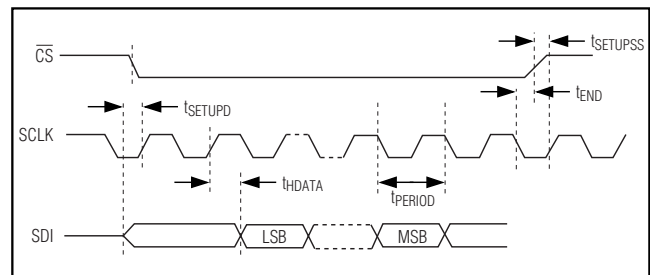 CS
tSETUPSS
tEND
tSETUPD
SCLK
tHDATA
tPERIOD
SDI
LSB
MSB